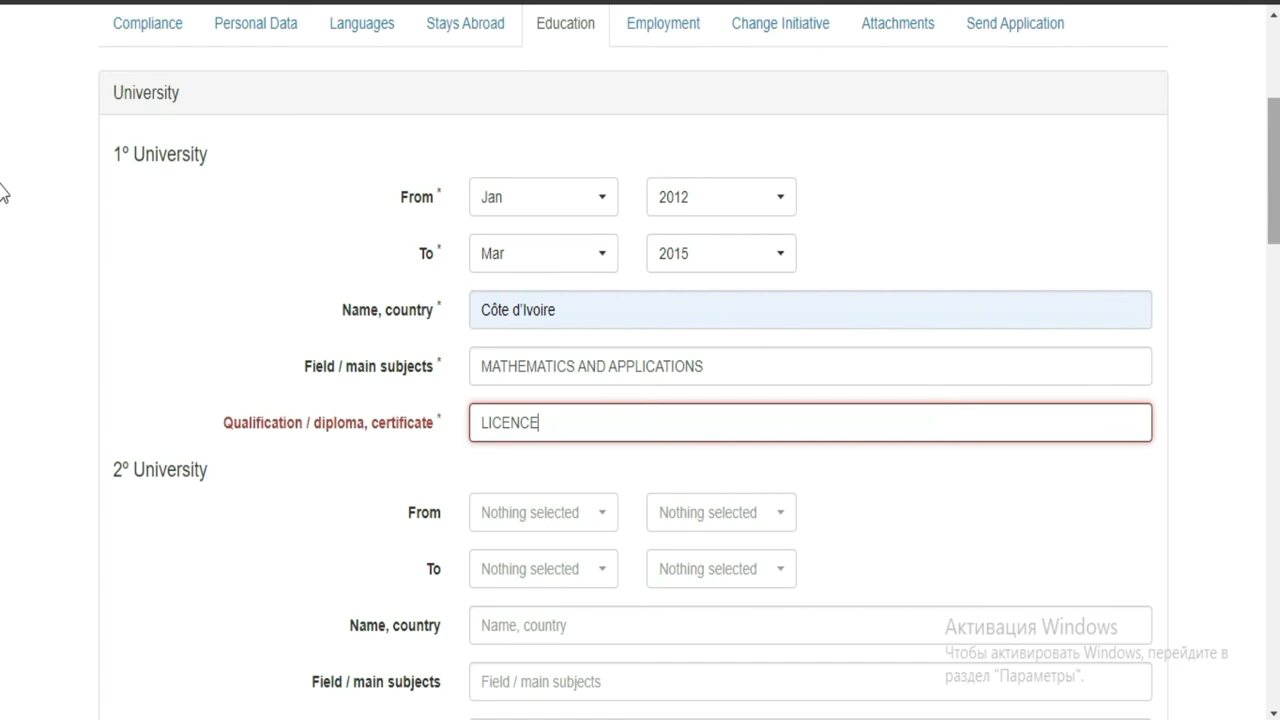 Compliance Personal Data Languages Stays Abroad Education Employment Change Initiative Attachments Send Application
University
1º University
From * Jan 2012
To * Mar 2015
Name, country * Côte d'Ivoire
Field / main subjects * MATHEMATICS AND APPLICATIONS
Qualification / diploma, certificate * LICENCE
2º University
From Nothing selected Nothing selected
To Nothing selected Nothing selected
Name, country Name, country
Активация Windows
Чтобы активировать Windows, перейдите в
раздел "Параметры".
Field / main subjects Field / main subjects